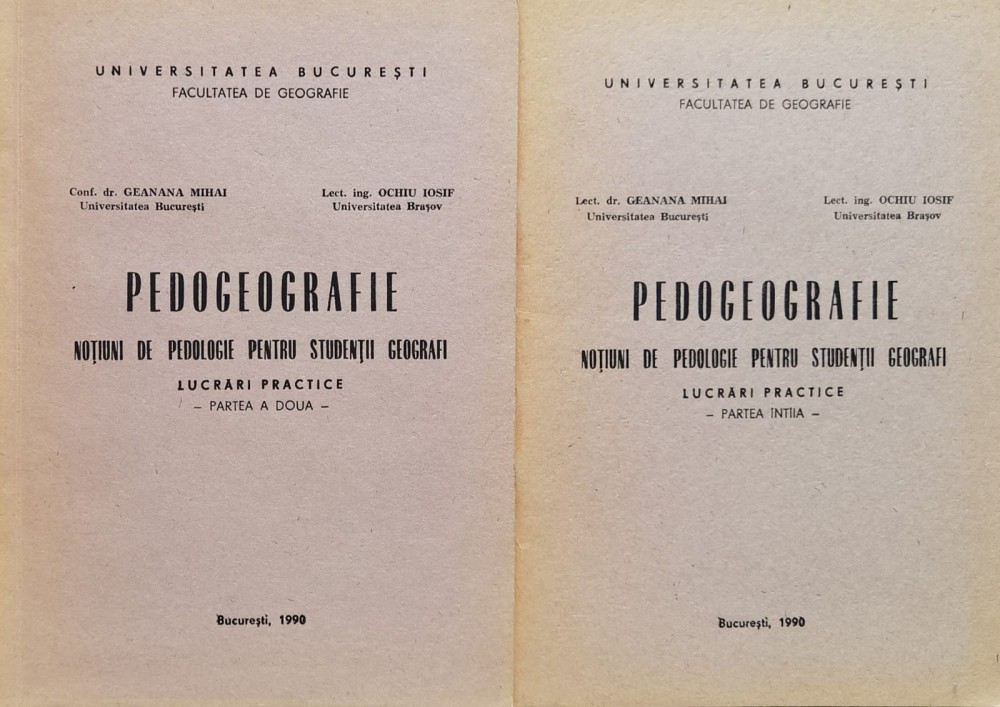 UNIVERSITATEA BUCUREȘTI
FACULTATEA DE GEOGRAFIE
Conf. dr. GEANANA MIHAI
Universitatea București
Lect. ing. OCHIU IOSIF
Universitatea Brașov
PEDOGEOGRAFIE
NOȚIUNI DE PEDOLOGIE PENTRU STUDENȚII GEOGRAFI
LUCRĂRI PRACTICE
– PARTEA A DOUA –
București, 1990
UNIVERSITATEA BUCUREȘTI
FACULTATEA DE GEOGRAFIE
Lect. dr. GEANANA MIHAI
Universitatea București
Lect. ing. OCHIU IOSIF
Universitatea Brașov
PEDOGEOGRAFIE
NOȚIUNI DE PEDOLOGIE PENTRU STUDENȚII GEOGRAFI
LUCRĂRI PRACTICE
– PARTEA ÎNTÎIA –
București, 1990